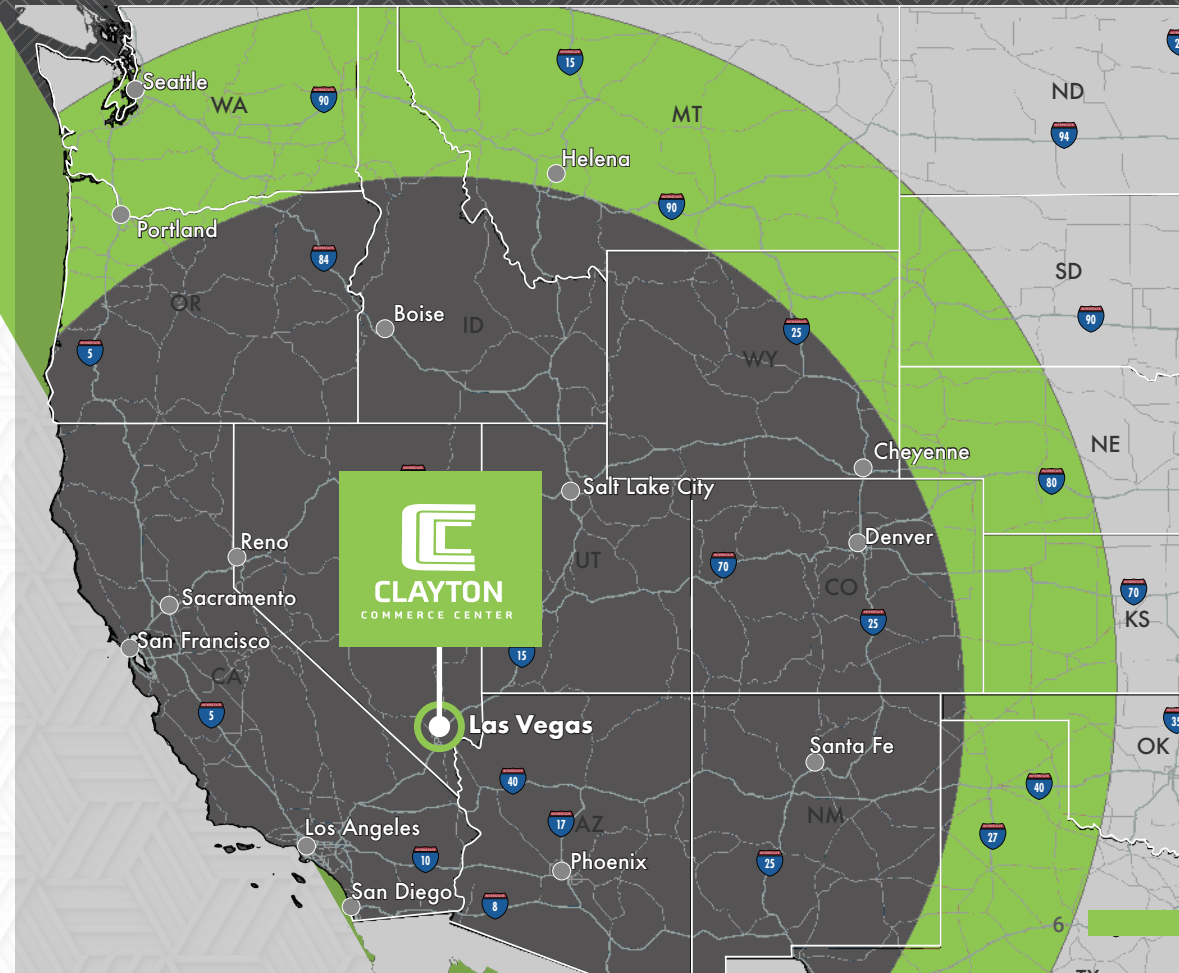 15
2
Seattle
ND
WA
90
MT
94
Helena
90
Portland
84
SD
OR
Boise
ID
90
5
25
WY
NE
Cheyenne
80
Salt Lake City
Reno
Denver
UT
70
CLAYTON
COMMERCE CENTER
CO
70
Sacramento
25
KS
San Francisco
15
CA
5
35
Las Vegas
Santa Fe
OK
40
40
NM
17
AZ
27
Los Angeles
10
Phoenix
25
San Diego
8
6